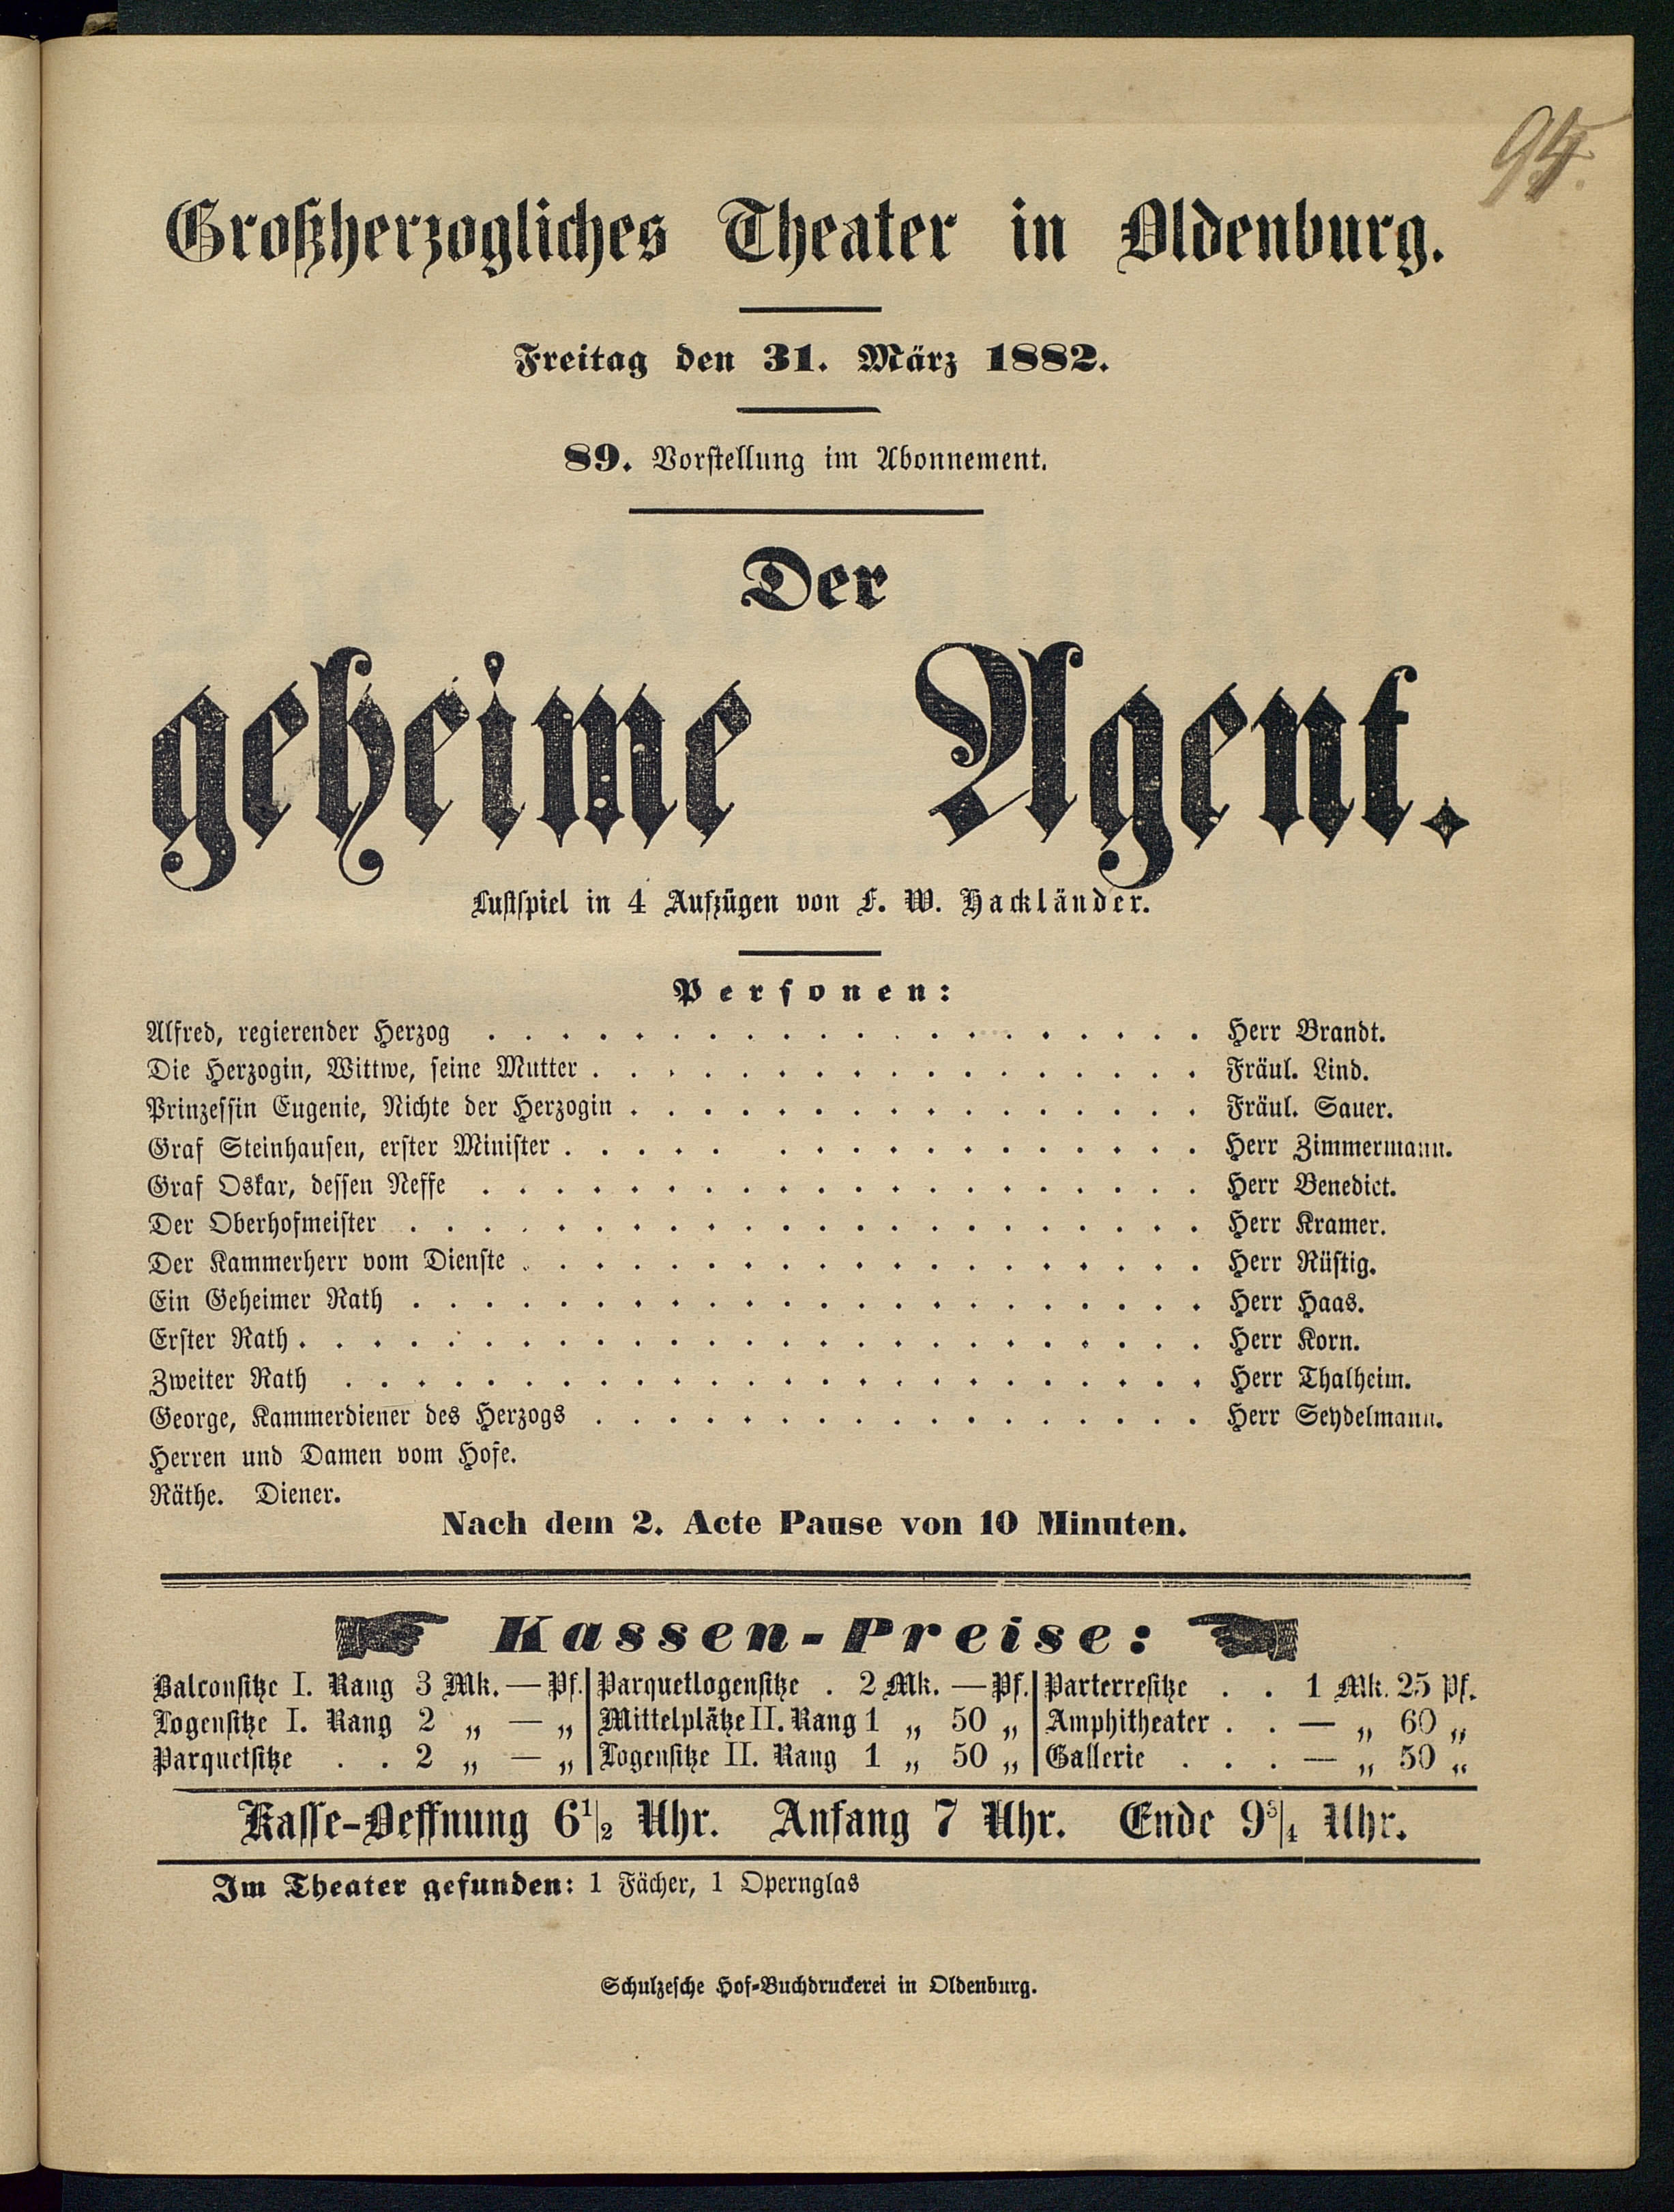 Großherzogliches Theater in Oldenburg.
Freitag den 31. März 1882.
89. Vorstellung im Abonnement.
Der
geheime Agent.
Lustspiel in 4 Aufzügen von F. W. Hackländer.
Personen:
Alfred, regierender Herzog . . . . . . . . . . . . . . . . . . . . Herr Brandt.
Die Herzogin, Wittwe, seine Mutter . . . . . . . . . . . . . . . . . Fräul. Lind.
Prinzessin Eugenie, Nichte der Herzogin . . . . . . . . . . . . . . . . Fräul. Sauer.
Graf Steinhausen, erster Minister . . . . . . . . . . . . . . . . . Herr Zimmermann.
Graf Oskar, dessen Neffe . . . . . . . . . . . . . . . . . . . . Herr Benedict.
Der Oberhofmeister . . . . . . . . . . . . . . . . . . . . . . Herr Kramer.
Der Kammerherr vom Dienste . . . . . . . . . . . . . . . . . . . Herr Rüstig.
Ein Geheimer Rath . . . . . . . . . . . . . . . . . . . . . . Herr Haas.
Erster Rath . . . . . . . . . . . . . . . . . . . . . . . . . Herr Korn.
Zweiter Rath . . . . . . . . . . . . . . . . . . . . . . . . Herr Thalheim.
George, Kammerdiener des Herzogs . . . . . . . . . . . . . . . . . Herr Seydelmann.
Herren und Damen vom Hofe.
Räthe. Diener.
Nach dem 2. Acte Pause von 10 Minuten.
Kassen-Preise:
Balconsitze I. Rang 3 Mk. — Pf. Parquetlogensitze . 2 Mk. — Pf. Parterresitze . . 1 Mk. 25 Pf.
Logensitze I. Rang 2 „ — „ Mittelplätze II. Rang 1 „ 50 „ Amphitheater . . — „ 60 „
Parquetsitze . . 2 „ — „ Logensitze II. Rang 1 „ 50 „ Gallerie . . . — „ 50 „
Kasse-Oeffnung 6½ Uhr. Anfang 7 Uhr. Ende 9¾ Uhr.
Im Theater gefunden: 1 Fächer, 1 Opernglas
Schulzesche Hof-Buchdruckerei in Oldenburg.